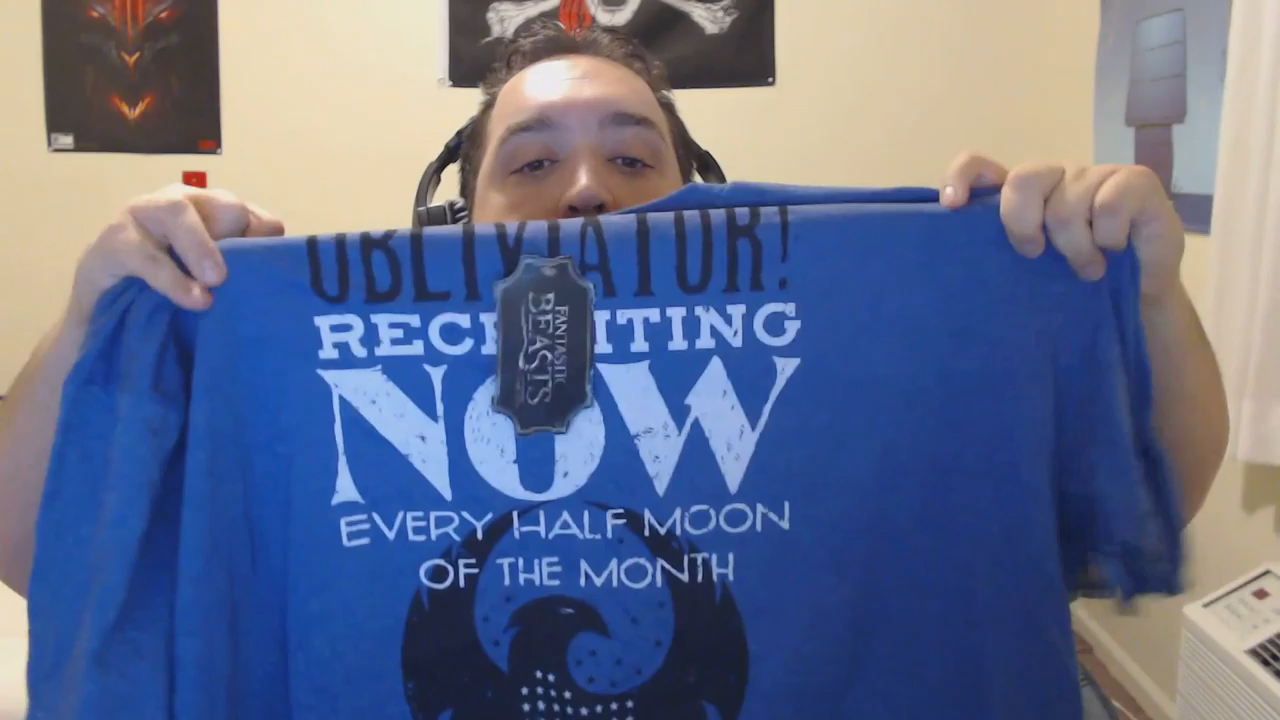 OBLIVIATOR!
RECRUITING
NOW
EVERY HALF MOON
OF THE MONTH
FANTASTIC
BEASTS